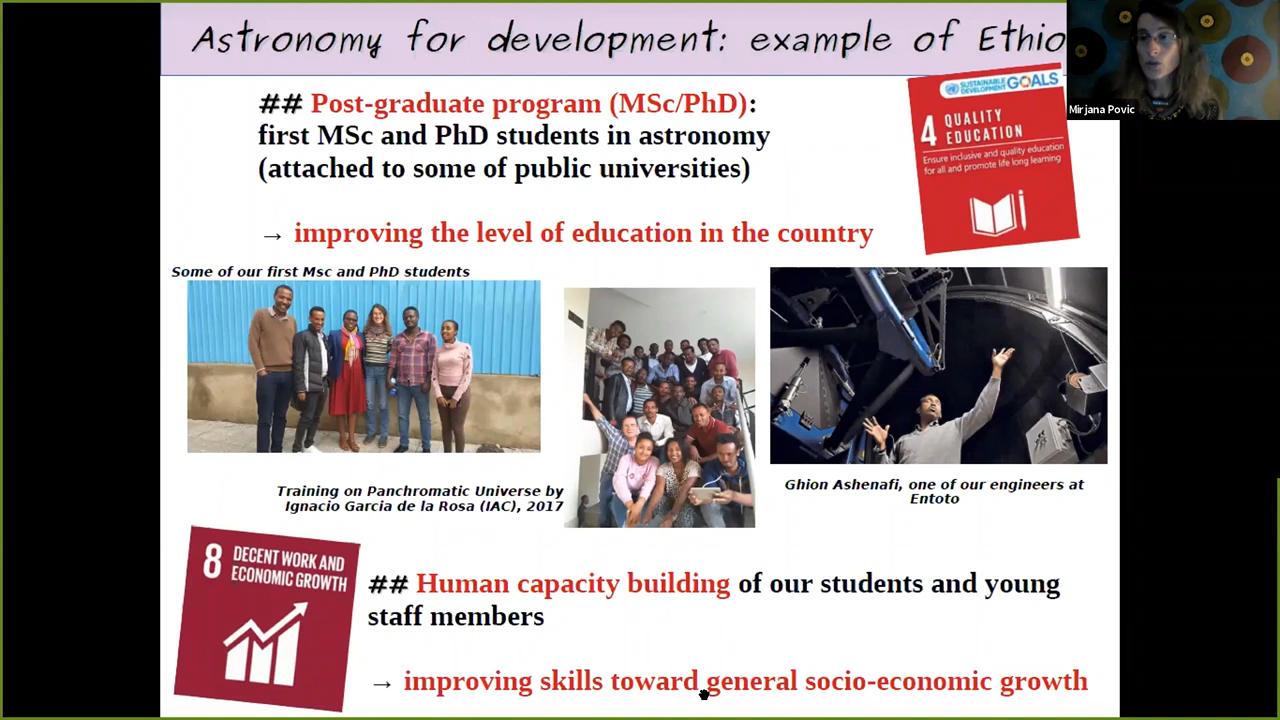 Astronomy for development: example of Ethio
Mirjana Povic
## Post-graduate program (MSc/PhD):
first MSc and PhD students in astronomy
(attached to some of public universities)
→ improving the level of education in the country
SUSTAINABLE
DEVELOPMENT GOALS
4 QUALITY
EDUCATION
Ensure inclusive and quality education
for all and promote life long learning
Some of our first Msc and PhD students
Training on Panchromatic Universe by
Ignacio Garcia de la Rosa (IAC), 2017
Ghion Ashenafi, one of our engineers at
Entoto
8 DECENT WORK AND
ECONOMIC GROWTH
## Human capacity building of our students and young
staff members
→ improving skills toward general socio-economic growth